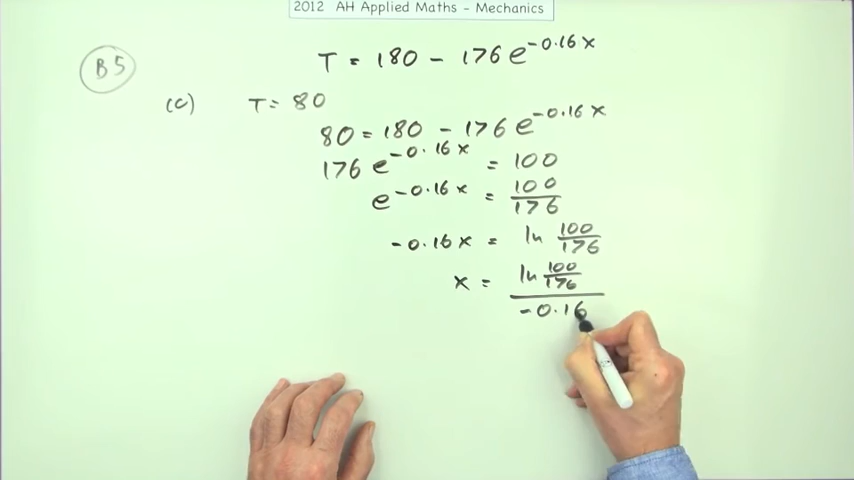 2012 AH Applied Maths - Mechanics
B5
T = 180 - 176e^-0.16x
(c) T = 80
80 = 180 - 176e^-0.16x
176e^-0.16x = 100
e^-0.16x = 100/176
-0.16x = ln 100/176
x = ln 100/176 / -0.16